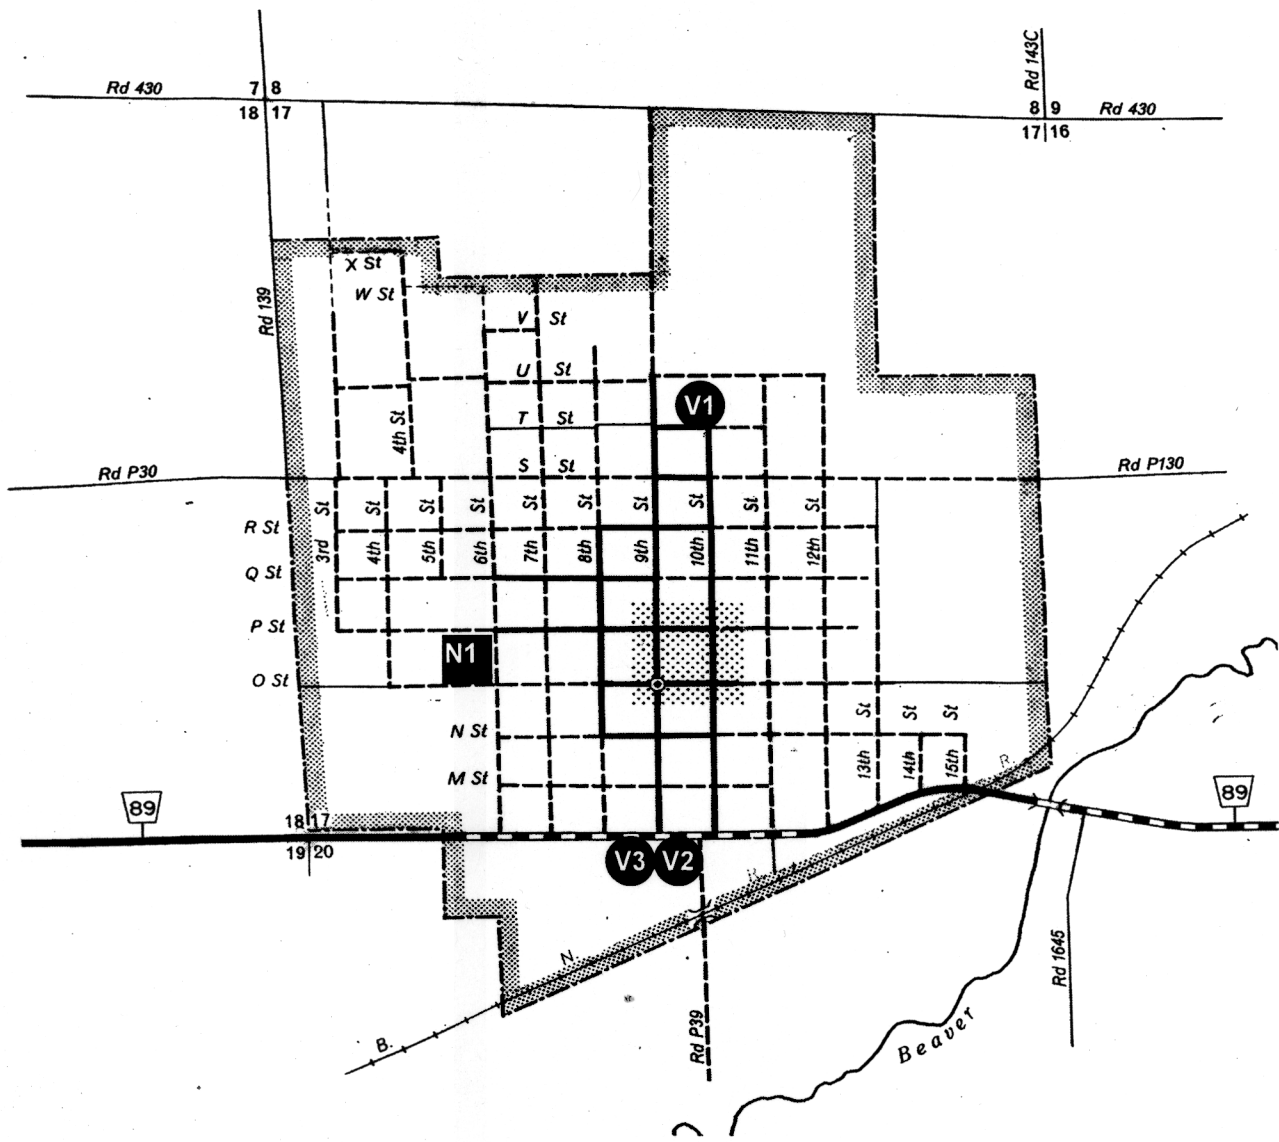 Rd 143C
Rd 430
7 8
18 17
8 9
17 16
Rd 430
X St
W St
Rd 139
V St
U St
V1
T St
4th St
Rd P30
S St
Rd P130
3rd St
4th St
5th St
6th St
7th St
8th St
9th St
10th St
11th St
12th St
R St
Q St
P St
N1
O St
N St
13th St
14th St
15th St
M St
R.
89
18 17
19 20
89
V3
V2
R.
N.
B.
Rd P39
Rd 1645
Beaver